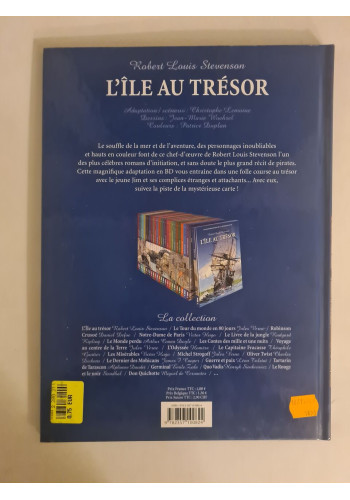 Robert Louis Stevenson
L'ÎLE AU TRÉSOR
Adaptation / scénario : Christophe Lemoine
Dessins : Jean-Marie Woehrel
Couleurs : Patrice Duplan
Le souffle de la mer et de l'aventure, des personnages inoubliables
et hauts en couleur font de ce chef-d'œuvre de Robert Louis Stevenson l'un
des plus célèbres romans d'initiation, et sans doute le plus grand récit de piratin.
Cette magnifique adaptation en BD vous entraîne dans une folle course au trésor
avec le jeune Jim et ses complices étranges et attachants... Avec eux,
suivez la piste de la mystérieuse carte !
L'ÎLE AU TRÉSOR
La collection
L'Île au trésor Robert Louis Stevenson / Le Tour du monde en 80 jours Jules Verne / Robinson
Crusoé Daniel Defoe / Notre-Dame de Paris Victor Hugo / Le Livre de la jungle Rudyard
Kipling / Le Monde perdu Arthur Conan Doyle / Les Contes des mille et une nuits / Voyage
au centre de la Terre Jules Verne / L'Odyssée Homère / Le Capitaine Fracasse Théophile
Gautier / Les Misérables Victor Hugo / Michel Strogoff Jules Verne / Oliver Twist Charles
Dickens / Le Dernier des Mohicans James F. Cooper / Guerre et paix Léon Tolstoï / Tartarin
de Tarascon Alphonse Daudet / Germinal Émile Zola / Quo Vadis Henryk Sienkiewicz / Le Rouge
et le noir Stendhal / Don Quichotte Miguel de Cervantes
0.75 EUR